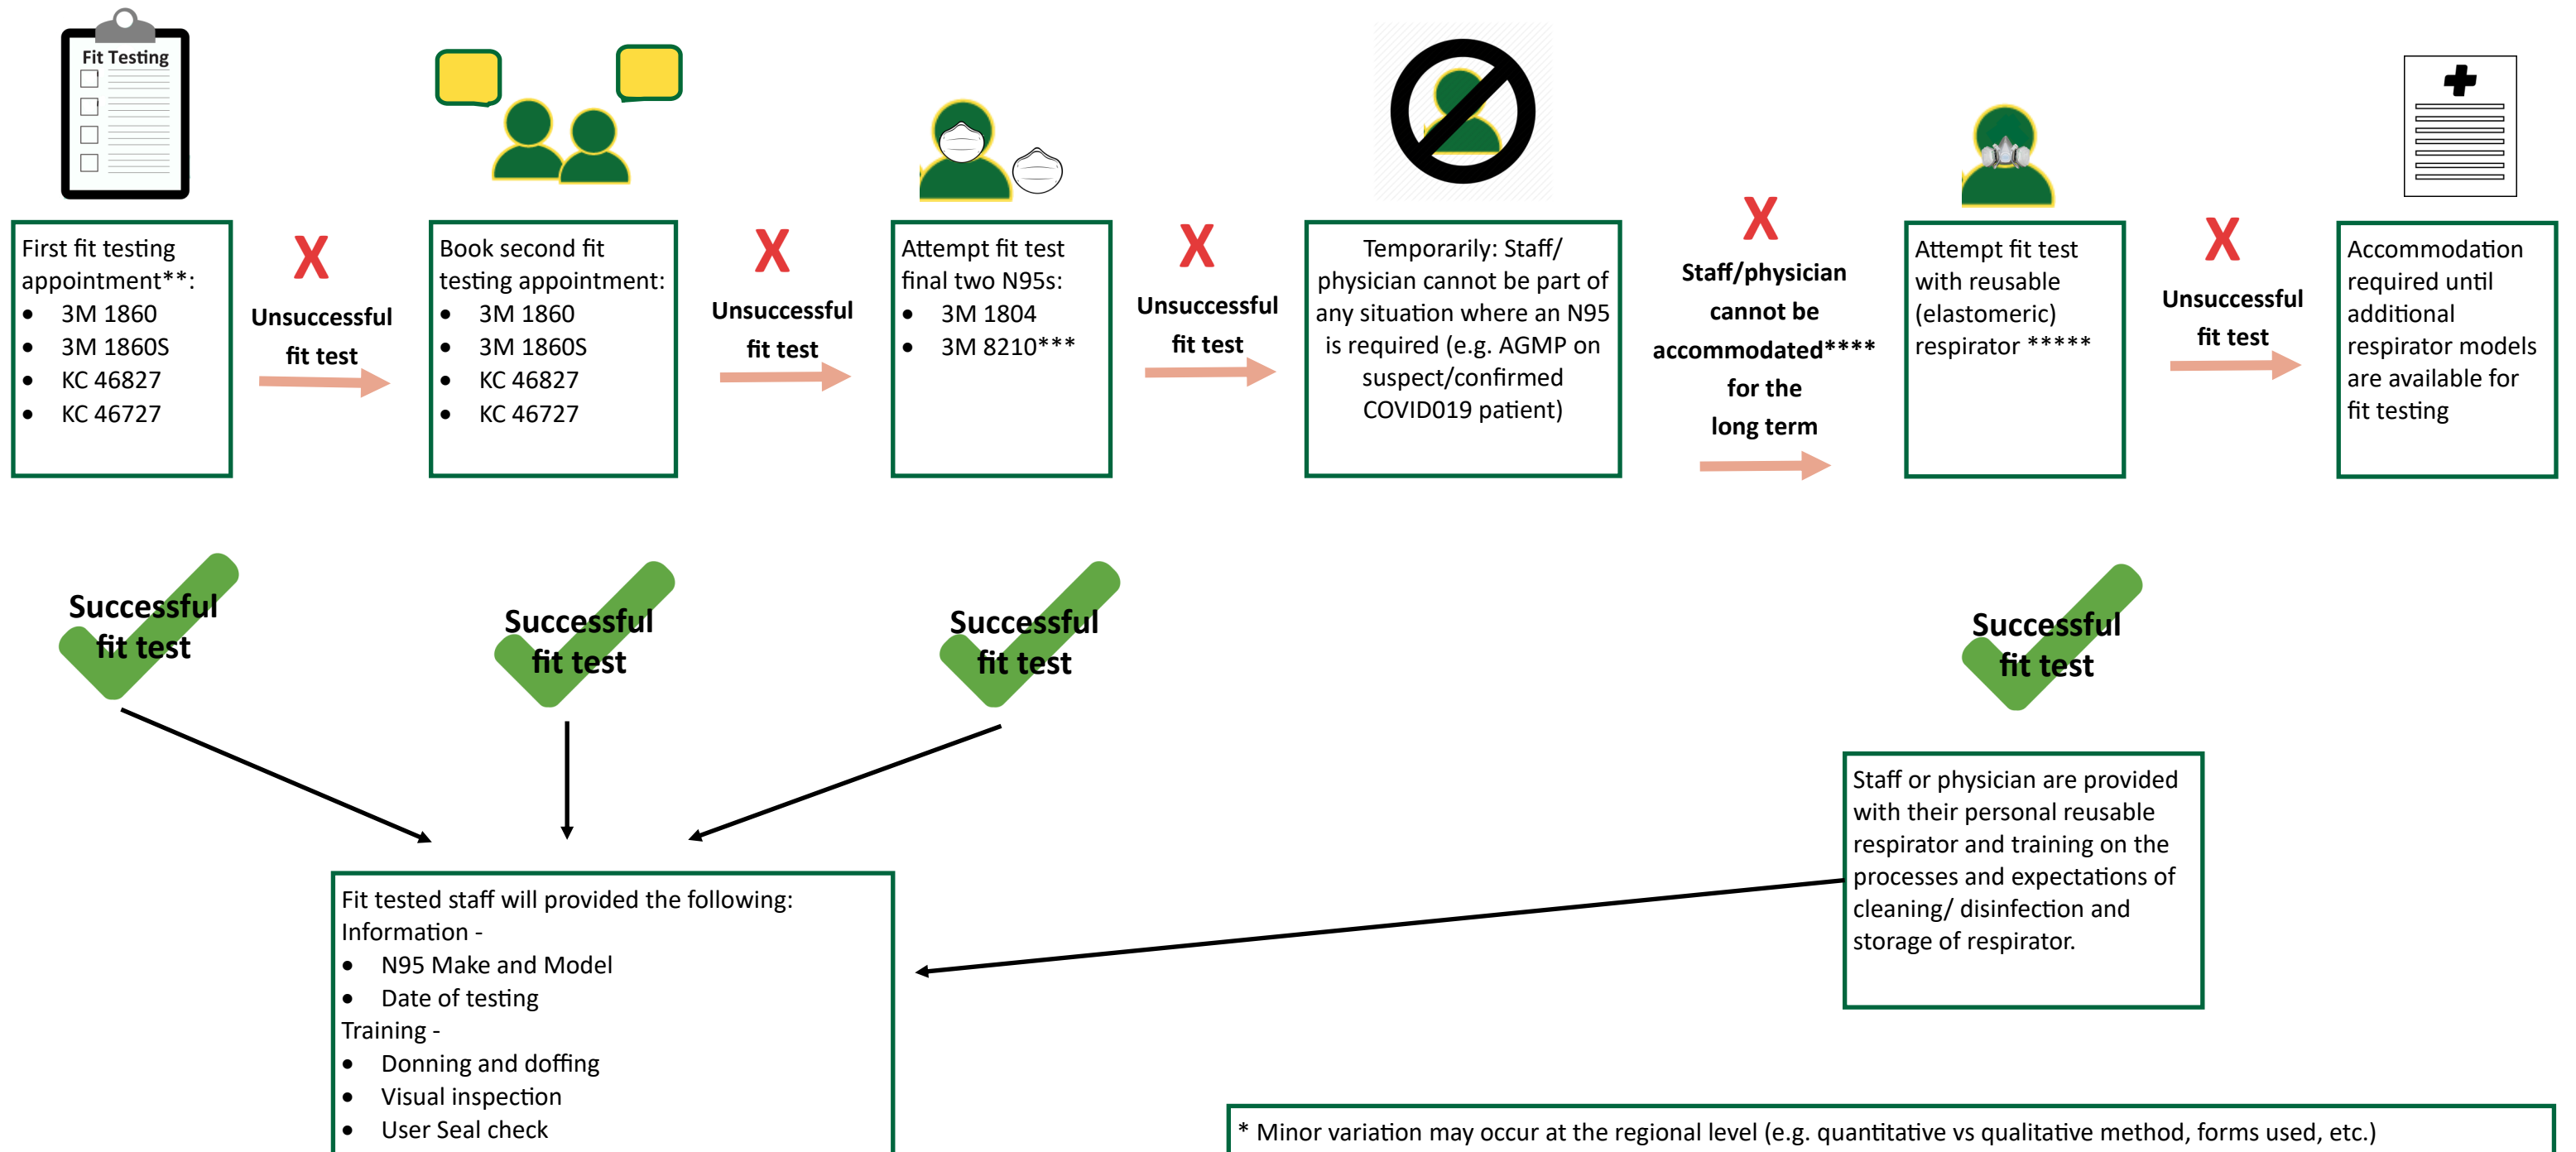 Fit Testing
First fit testing
appointment**:
• 3M 1860
• 3M 1860S
• KC 46827
• KC 46727
X
Unsuccessful
fit test
Book second fit
testing appointment:
• 3M 1860
• 3M 1860S
• KC 46827
• KC 46727
X
Unsuccessful
fit test
Attempt fit test
final two N95s:
• 3M 1804
• 3M 8210***
X
Unsuccessful
fit test
Temporarily: Staff/
physician cannot be part of
any situation where an N95
is required (e.g. AGMP on
suspect/confirmed
COVID019 patient)
X
Staff/physician
cannot be
accommodated****
for the
long term
Attempt fit test
with reusable
(elastomeric)
respirator *****
X
Unsuccessful
fit test
Accommodation
required until
additional
respirator models
are available for
fit testing
Successful
fit test
Successful
fit test
Successful
fit test
Successful
fit test
Staff or physician are provided
with their personal reusable
respirator and training on the
processes and expectations of
cleaning/ disinfection and
storage of respirator.
Fit tested staff will provided the following:
Information -
• N95 Make and Model
• Date of testing
Training -
• Donning and doffing
• Visual inspection
• User Seal check
* Minor variation may occur at the regional level (e.g. quantitative vs qualitative method, forms used, etc.)